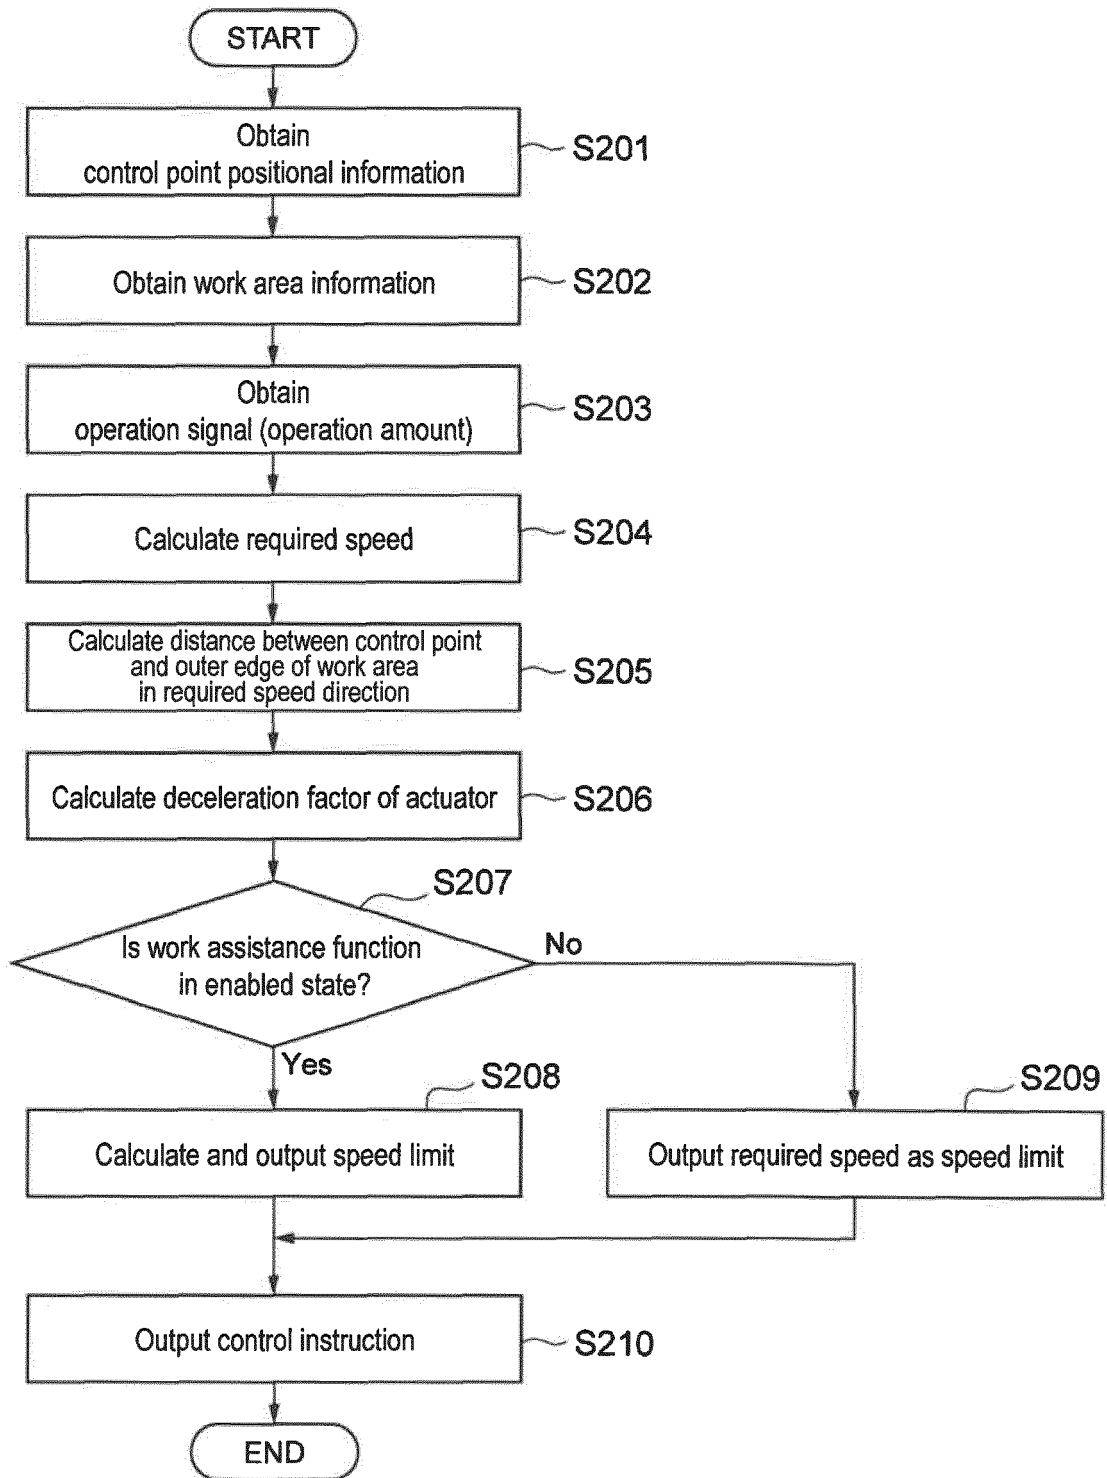 START
Obtain
control point positional information
S201
Obtain work area information
S202
Obtain
operation signal (operation amount)
S203
Calculate required speed
S204
Calculate distance between control point
and outer edge of work area
in required speed direction
S205
Calculate deceleration factor of actuator
S206
S207
Is work assistance function
in enabled state?
No
Yes
S208
Calculate and output speed limit
S209
Output required speed as speed limit
Output control instruction
S210
END